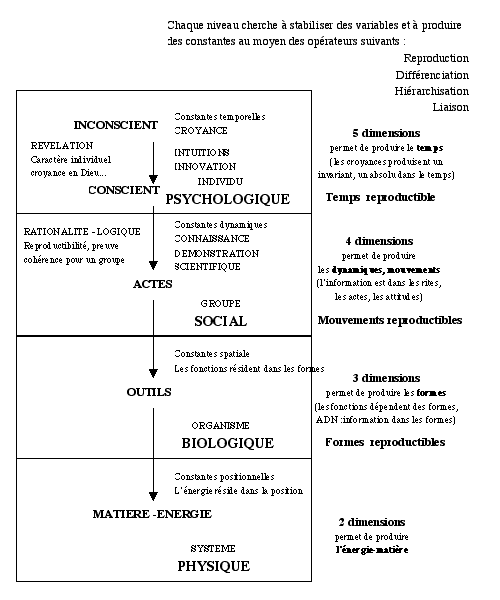 Chaque niveau cherche à stabiliser des variables et à produire
des constantes au moyen des opérateurs suivants :
Reproduction
Différenciation
Hiérarchisation
Liaison
INCONSCIENT
Constantes temporelles
CROYANCE
REVELATION
Caractère individuel
croyance en Dieu...
INTUITIONS
INNOVATION
INDIVIDU
CONSCIENT
PSYCHOLOGIQUE
5 dimensions
permet de produire le temps
(les croyances produisent un
invariant, un absolu dans le temps)
Temps reproductible
RATIONALITE - LOGIQUE
Reproductibilité, preuve
cohérence pour un groupe
Constantes dynamiques
CONNAISSANCE
DEMONSTRATION
SCIENTIFIQUE
ACTES
GROUPE
SOCIAL
4 dimensions
permet de produire
les dynamiques, mouvements
(l'information est dans les rites,
les actes, les attitudes)
Mouvements reproductibles
Constantes spatiale
Les fonctions résident dans les formes
OUTILS
ORGANISME
BIOLOGIQUE
3 dimensions
permet de produire les formes
(les fonctions dépendent des formes,
ADN :information dans les formes)
Formes reproductibles
Constantes positionnelles
L'énergie réside dans la position
MATIERE -ENERGIE
SYSTEME
PHYSIQUE
2 dimensions
permet de produire
l'énergie-matière